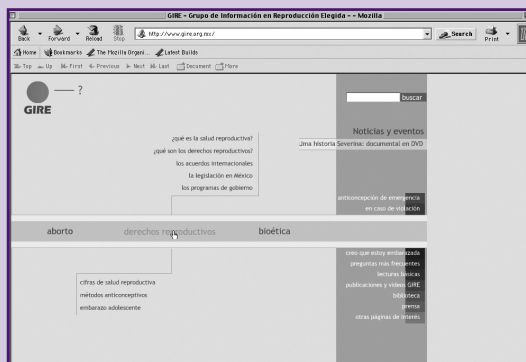 GIRE – Grupo de Información en Reproducción Elegida – – Mozilla
Back Forward Reload Stop http://www.gire.org.mx/ Search Print
Home Bookmarks The Mozilla Organi... Latest Builds
Top Up First Previous Next Last Document More
?
GIRE
buscar
Noticias y eventos
Una historia Severina: documental en DVD
¿qué es la salud reproductiva?
¿qué son los derechos reproductivos?
los acuerdos internacionales
la legislación en México
los programas de gobierno
anticoncepción de emergencia
en caso de violación
aborto derechos reproductivos bioética
creo que estoy embarazada
preguntas más frecuentes
lecturas básicas
publicaciones y videos GIRE
biblioteca
prensa
otras páginas de interés
cifras de salud reproductiva
métodos anticonceptivos
embarazo adolescente